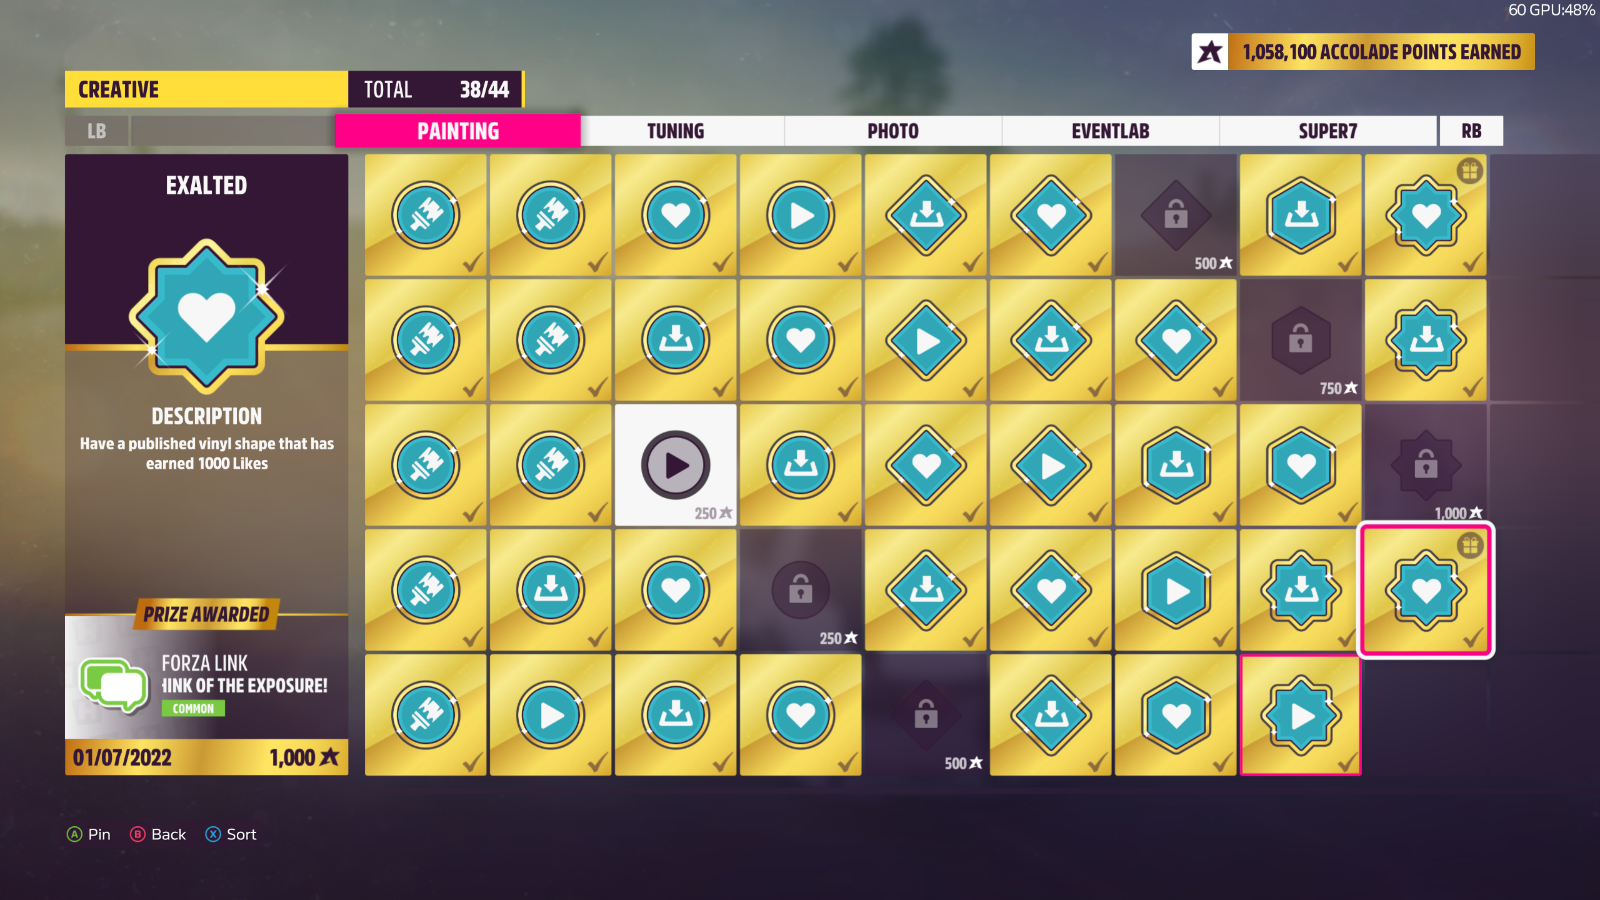 60 GPU:48%
1,058,100 ACCOLADE POINTS EARNED
CREATIVE
TOTAL 38/44
LB
PAINTING
TUNING
PHOTO
EVENTLAB
SUPER7
RB
EXALTED
DESCRIPTION
Have a published vinyl shape that has
earned 1000 Likes
PRIZE AWARDED
FORZA LINK
INK OF THE EXPOSURE!
COMMON
01/07/2022 1,000
500
750
250
1,000
250
500
A Pin
B Back
X Sort